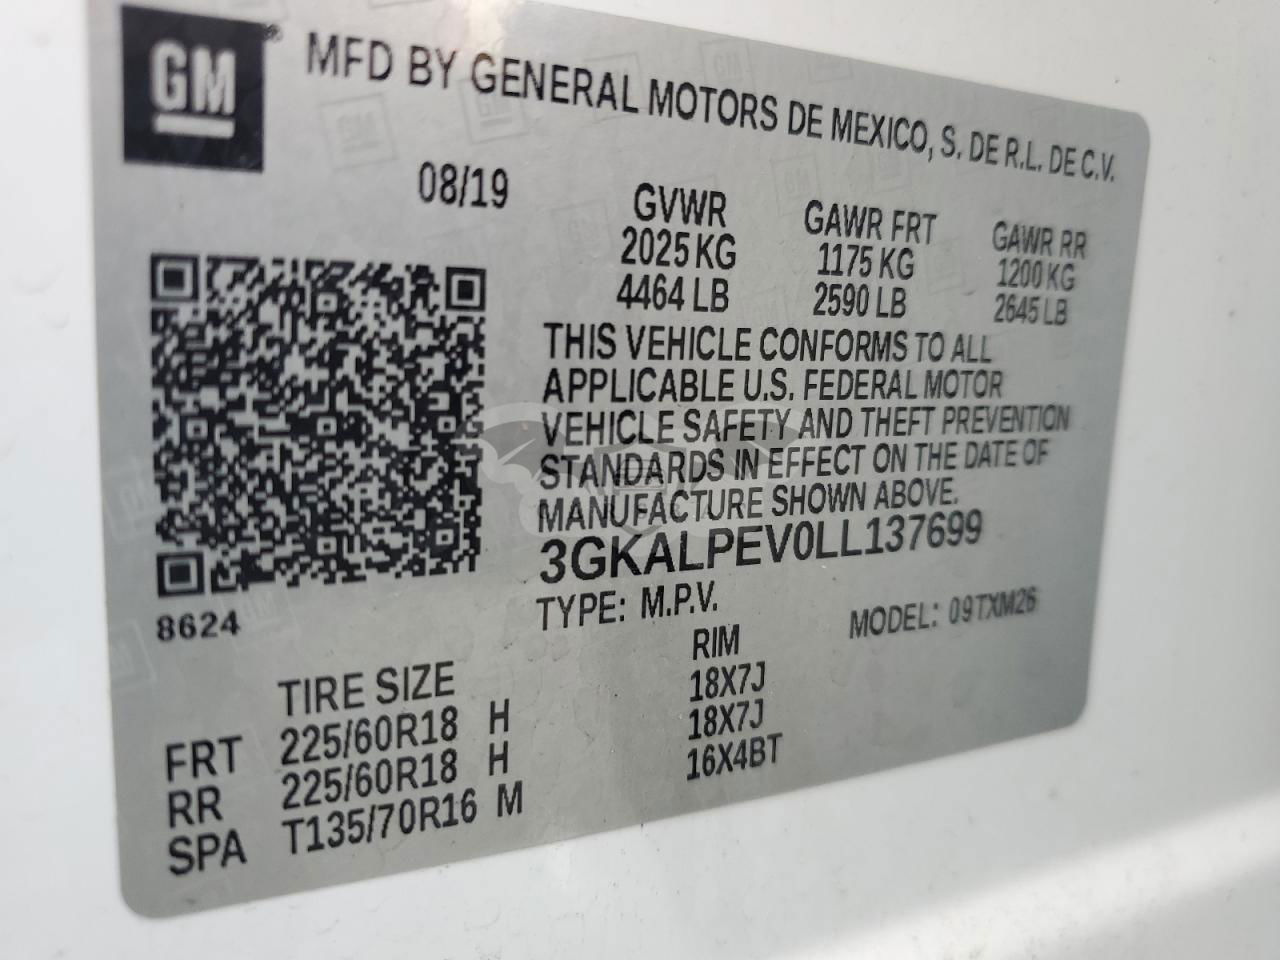 GM
MFD BY GENERAL MOTORS DE MEXICO, S. DE R.L. DE C.V.
08/19
GVWR
2025 KG
4464 LB
GAWR FRT
1175 KG
2590 LB
GAWR RR
1200 KG
2645 LB
THIS VEHICLE CONFORMS TO ALL
APPLICABLE U.S. FEDERAL MOTOR
VEHICLE SAFETY AND THEFT PREVENTION
STANDARDS IN EFFECT ON THE DATE OF
MANUFACTURE SHOWN ABOVE.
3GKALPEV0LL137699
TYPE: M.P.V.
MODEL: 09TXM26
8624
TIRE SIZE RIM
FRT 225/60R18 H 18X7J
RR 225/60R18 H 18X7J
SPA T135/70R16 M 16X4BT